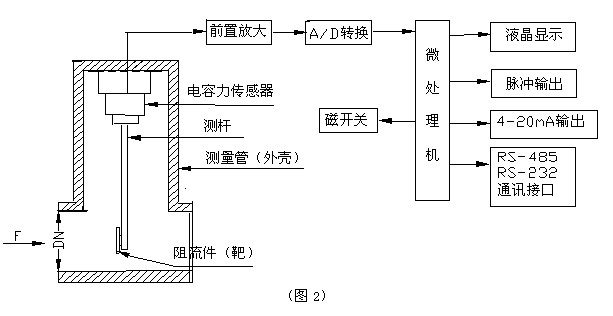 前置放大
A/D转换
微处理机
液晶显示
脉冲输出
4-20mA输出
RS-485
RS-232
通讯接口
磁开关
电容力传感器
测杆
测量管（外壳）
F
DN
阻流件（靶）
（图 2）